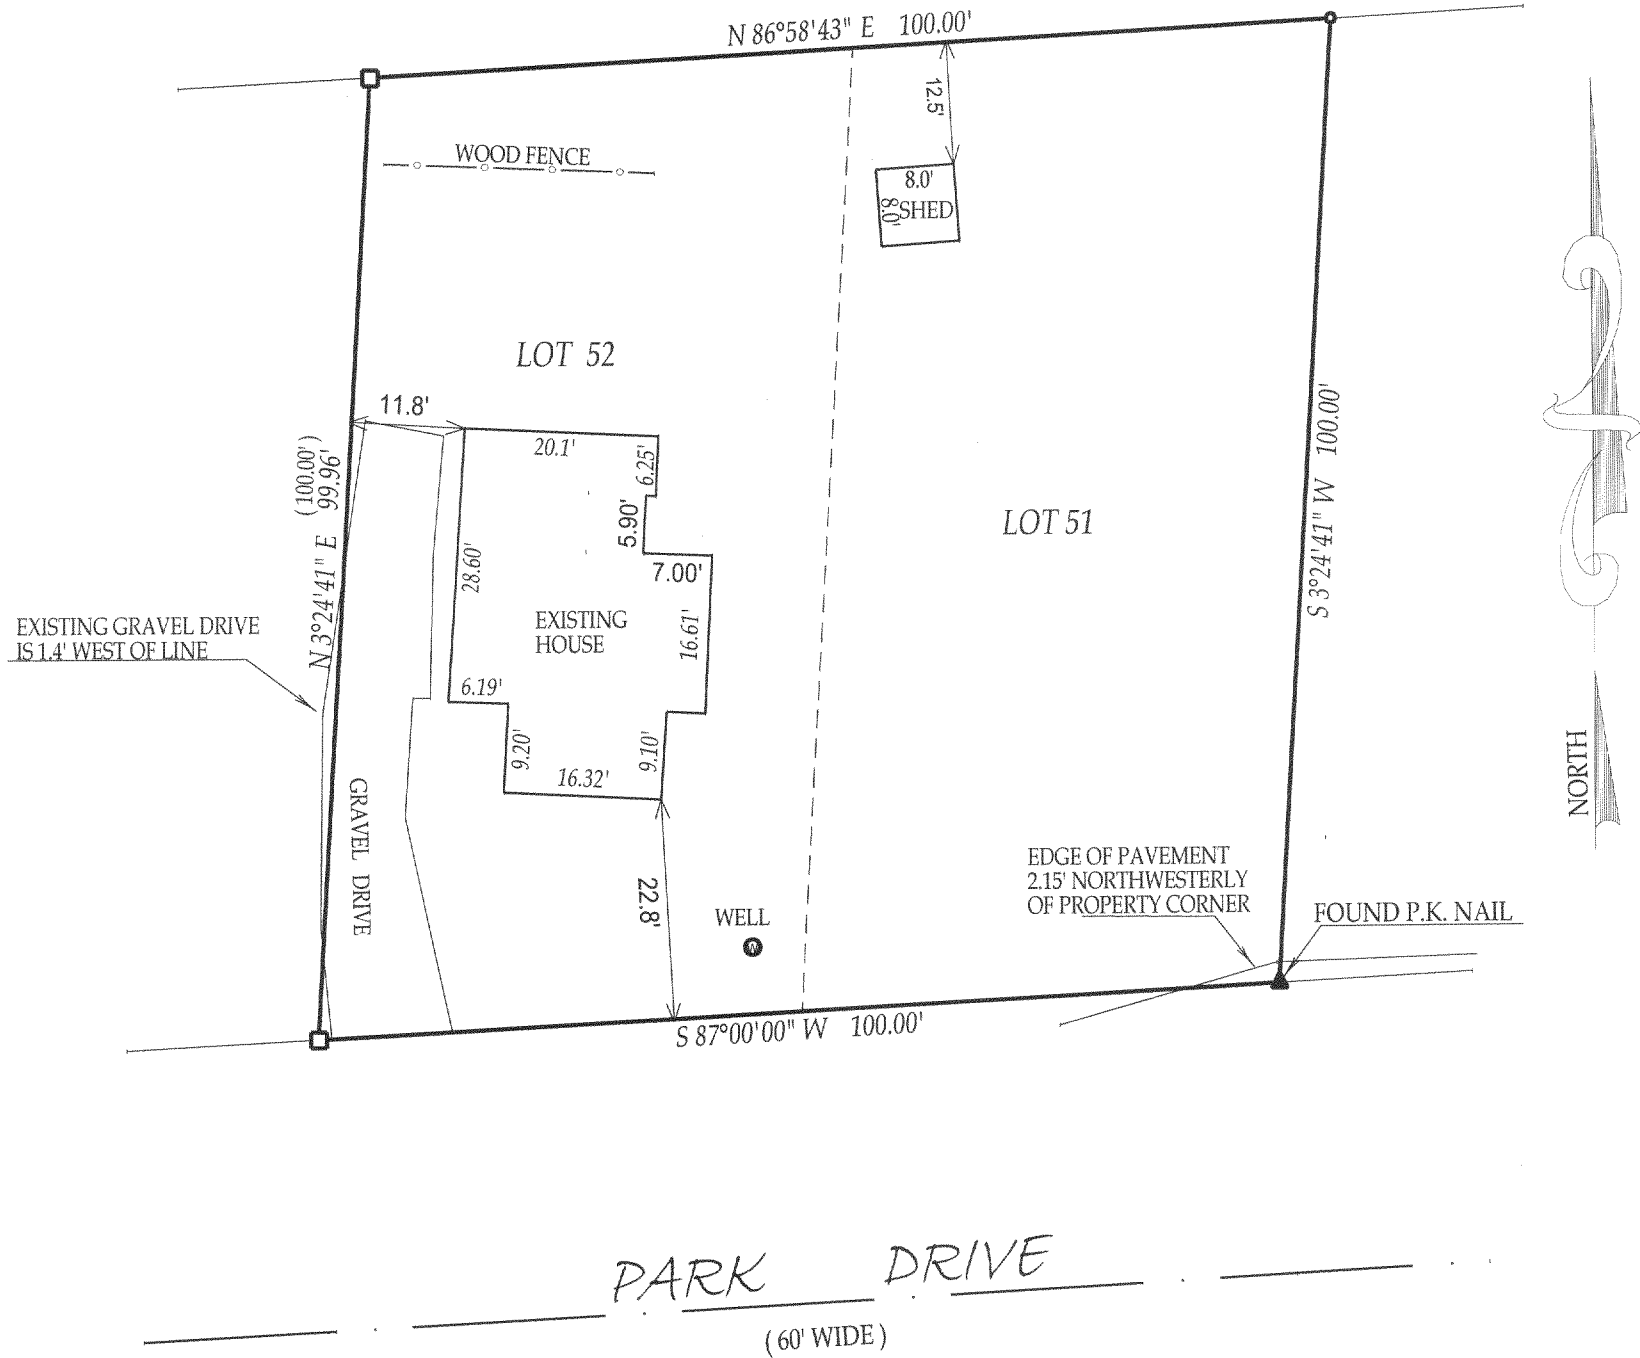 N 86°58'43" E 100.00'
12.5'
WOOD FENCE
8.0'
8.0'
SHED
LOT 52
11.8'
20.1'
6.25'
(100.00')
99.96'
N 3°24'41" E
S 3°24'41" W 100.00'
5.90'
LOT 51
7.00'
28.60'
EXISTING
HOUSE
16.61'
EXISTING GRAVEL DRIVE
IS 1.4' WEST OF LINE
6.19'
9.20'
9.10'
16.32'
NORTH
GRAVEL DRIVE
22.8'
WELL
W
EDGE OF PAVEMENT
2.15' NORTHWESTERLY
OF PROPERTY CORNER
FOUND P.K. NAIL
S 87°00'00" W 100.00'
PARK DRIVE
( 60' WIDE )